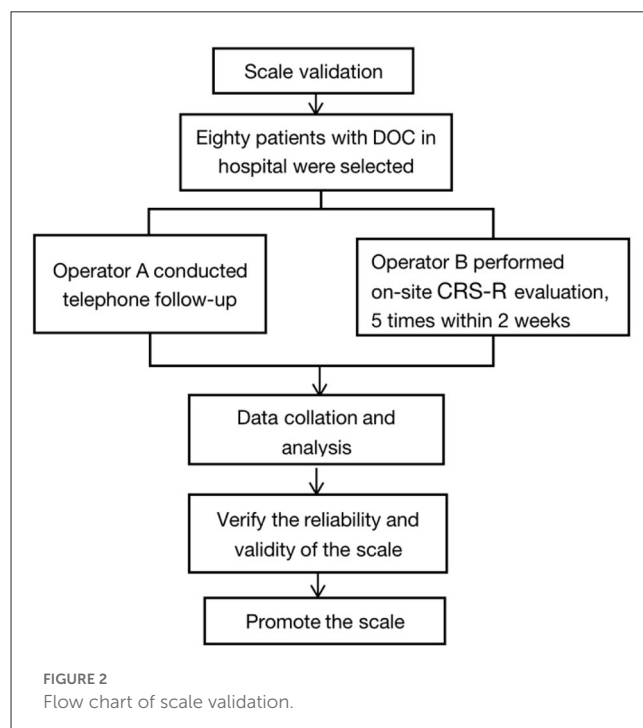 Scale validation
Eighty patients with DOC in
hospital were selected
Operator A conducted
telephone follow-up
Operator B performed
on-site CRS-R evaluation,
5 times within 2 weeks
Data collation and
analysis
Verify the reliability and
validity of the scale
Promote the scale
FIGURE 2
Flow chart of scale validation.